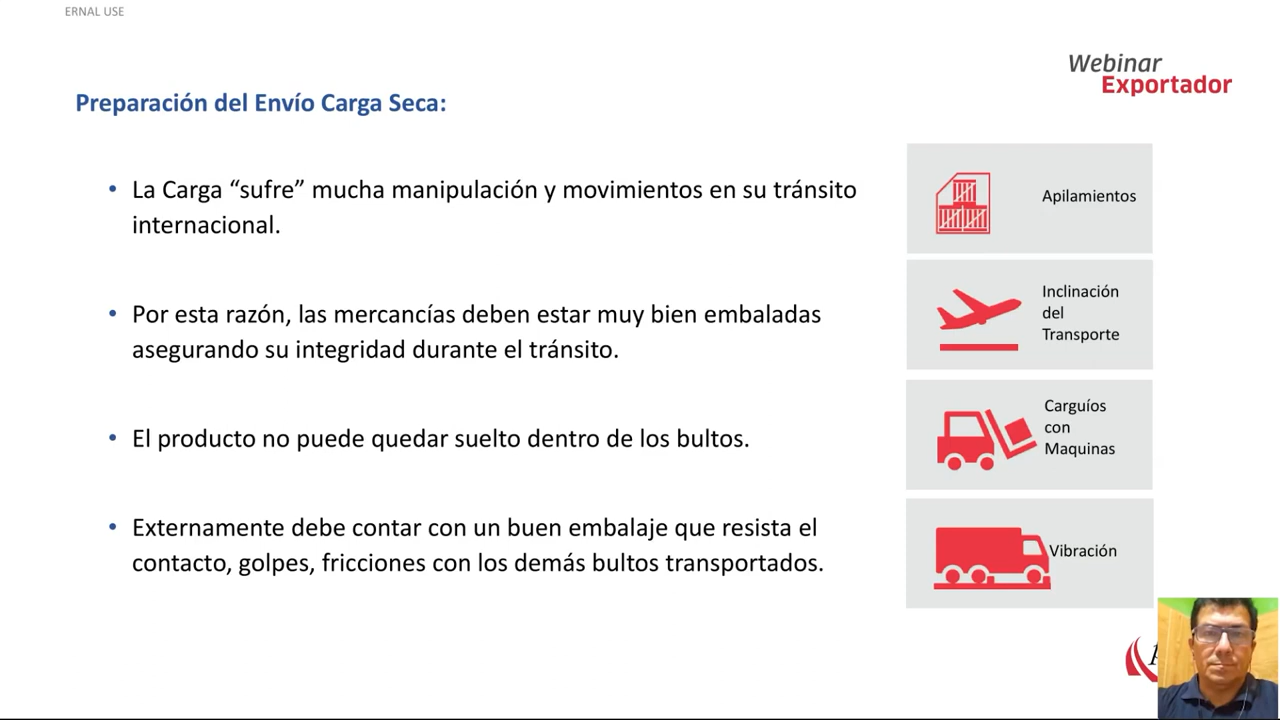 ERNAL USE
Webinar
Exportador
Preparación del Envío Carga Seca:
• La Carga “sufre” mucha manipulación y movimientos en su tránsito
internacional.
• Por esta razón, las mercancías deben estar muy bien embaladas
asegurando su integridad durante el tránsito.
• El producto no puede quedar suelto dentro de los bultos.
• Externamente debe contar con un buen embalaje que resista el
contacto, golpes, fricciones con los demás bultos transportados.
Apilamientos
Inclinación
del
Transporte
Carguíos
con
Maquinas
Vibración